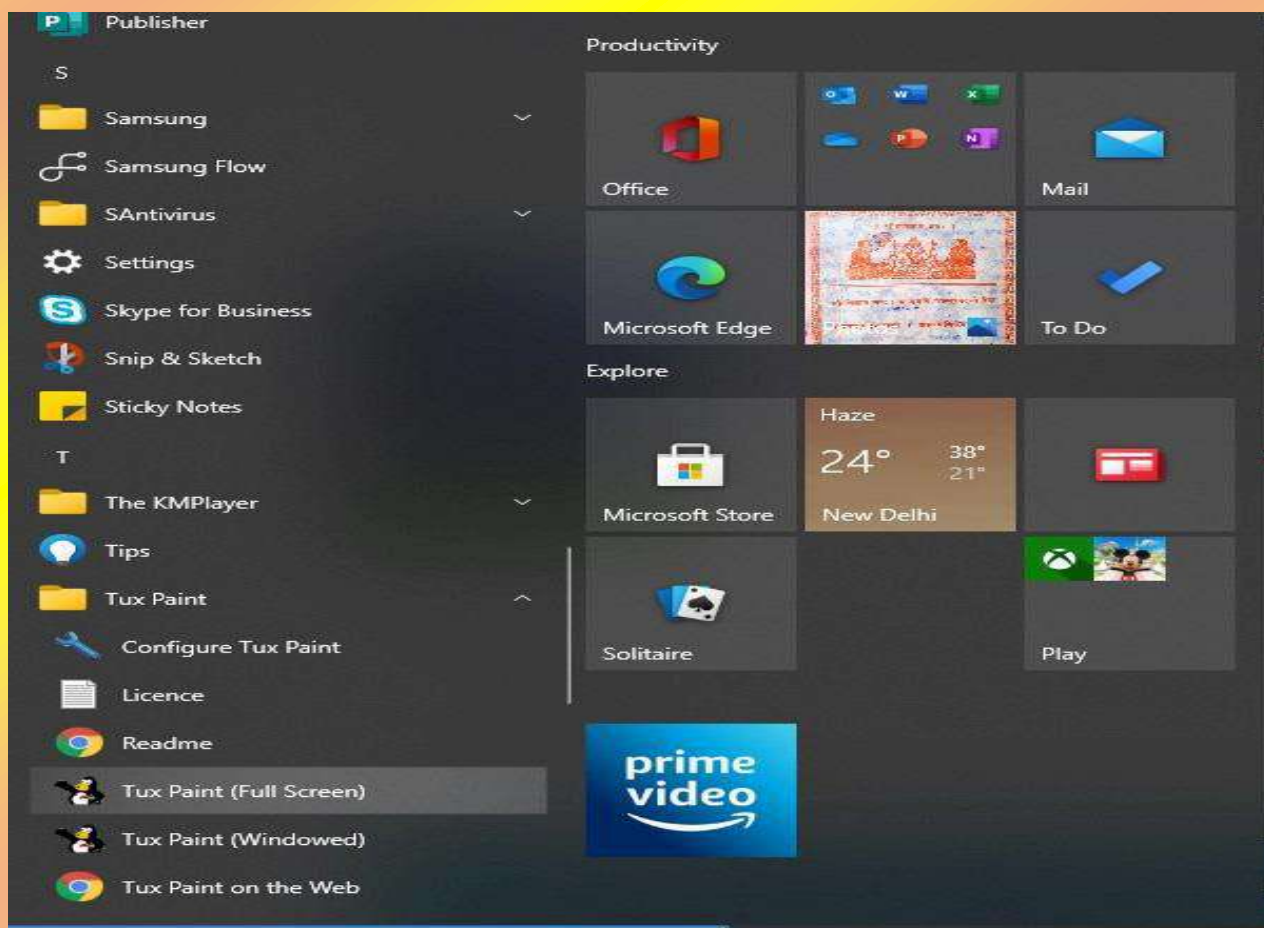 Publisher
S
Samsung
Samsung Flow
SAntivirus
Settings
Skype for Business
Snip & Sketch
Sticky Notes
T
The KMPlayer
Tips
Tux Paint
Configure Tux Paint
Licence
Readme
Tux Paint (Full Screen)
Tux Paint (Windowed)
Tux Paint on the Web
Productivity
Office
Mail
Microsoft Edge
Photos
To Do
Explore
Microsoft Store
Haze
24° 38°
21°
New Delhi
Solitaire
Play
prime
video